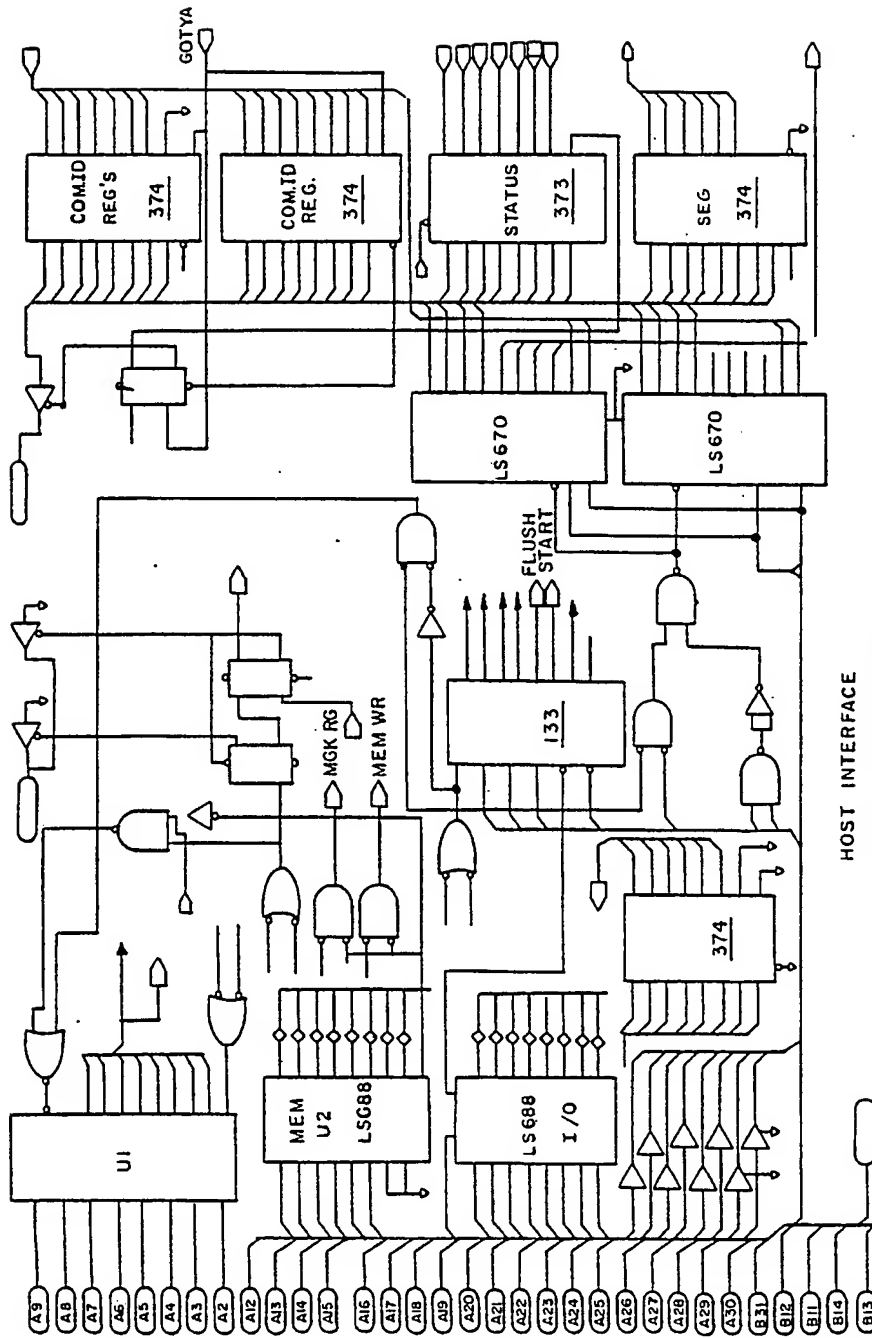 COM.ID
REG'S
374
GOTYA
COM.ID
REG.
374
STATUS
373
SEG
374
LS670
LS670
FLUSH
START
133
MGK RG
MEM WR
374
U1
MEM
U2
LS688
LS688
I/O
A9
A8
A7
A6
A5
A4
A3
A2
A12
A13
A14
A15
A16
A17
A18
A19
A20
A21
A22
A23
A24
A25
A26
A27
A28
A29
A30
B31
B12
B11
B14
B13
HOST INTERFACE